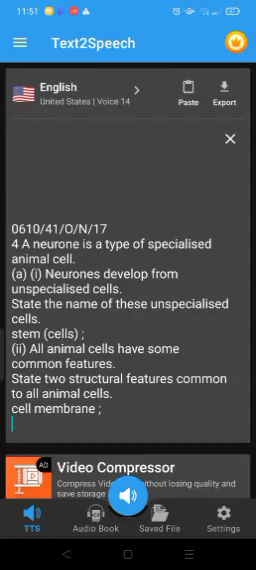 11:51
Text2Speech
English
United States | Voice 14
Paste
Export
0610/41/O/N/17
4 A neurone is a type of specialised
animal cell.
(a) (i) Neurones develop from
unspecialised cells.
State the name of these unspecialised
cells.
stem (cells) ;
(ii) All animal cells have some
common features.
State two structural features common
to all animal cells.
cell membrane ;
AD
Video Compressor
Compress Vide
without losing quality and
save storage
TTS
Audio Book
Saved File
Settings